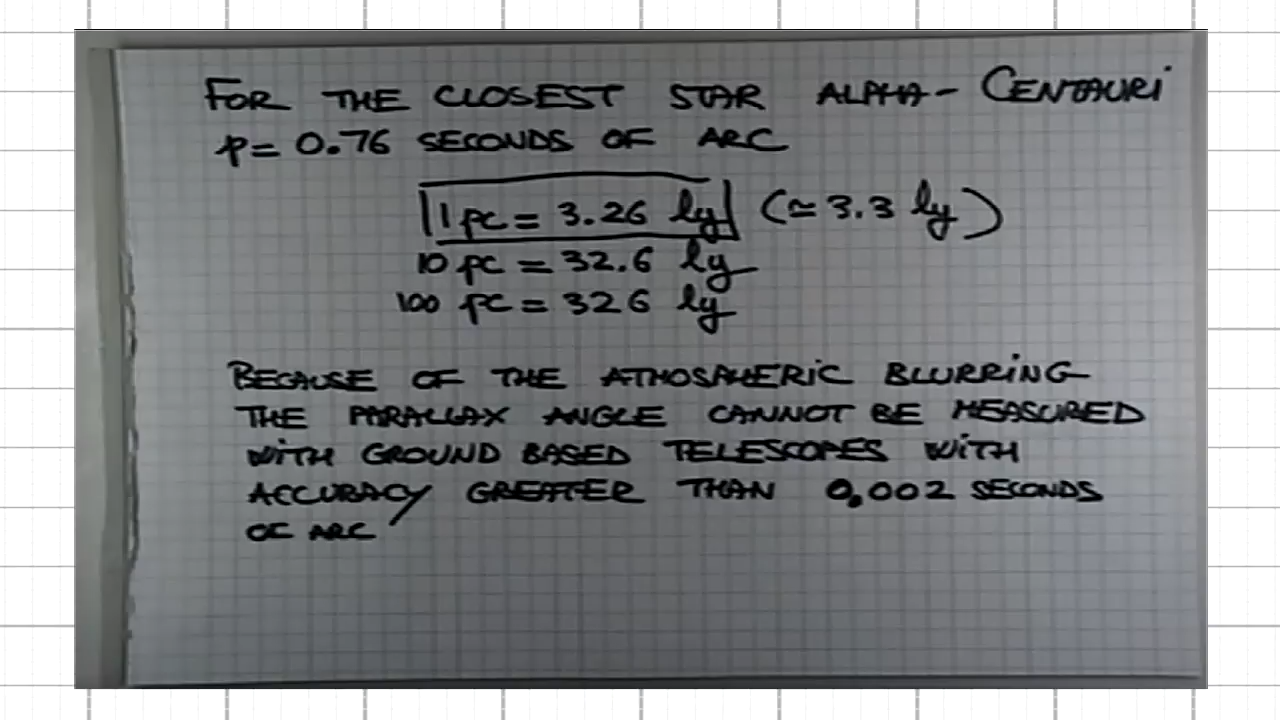 FOR THE CLOSEST STAR ALPHA- CENTAURI
p= 0.76 SECONDS OF ARC
1 pc = 3.26 ly (≃ 3.3 ly)
10 pc = 32.6 ly
100 pc = 326 ly
BECAUSE OF THE ATMOSPHERIC BLURRING
THE PARALLAX ANGLE CANNOT BE MEASURED
WITH GROUND BASED TELESCOPES WITH
ACCURACY GREATER THAN 0,002 SECONDS
OF ARC